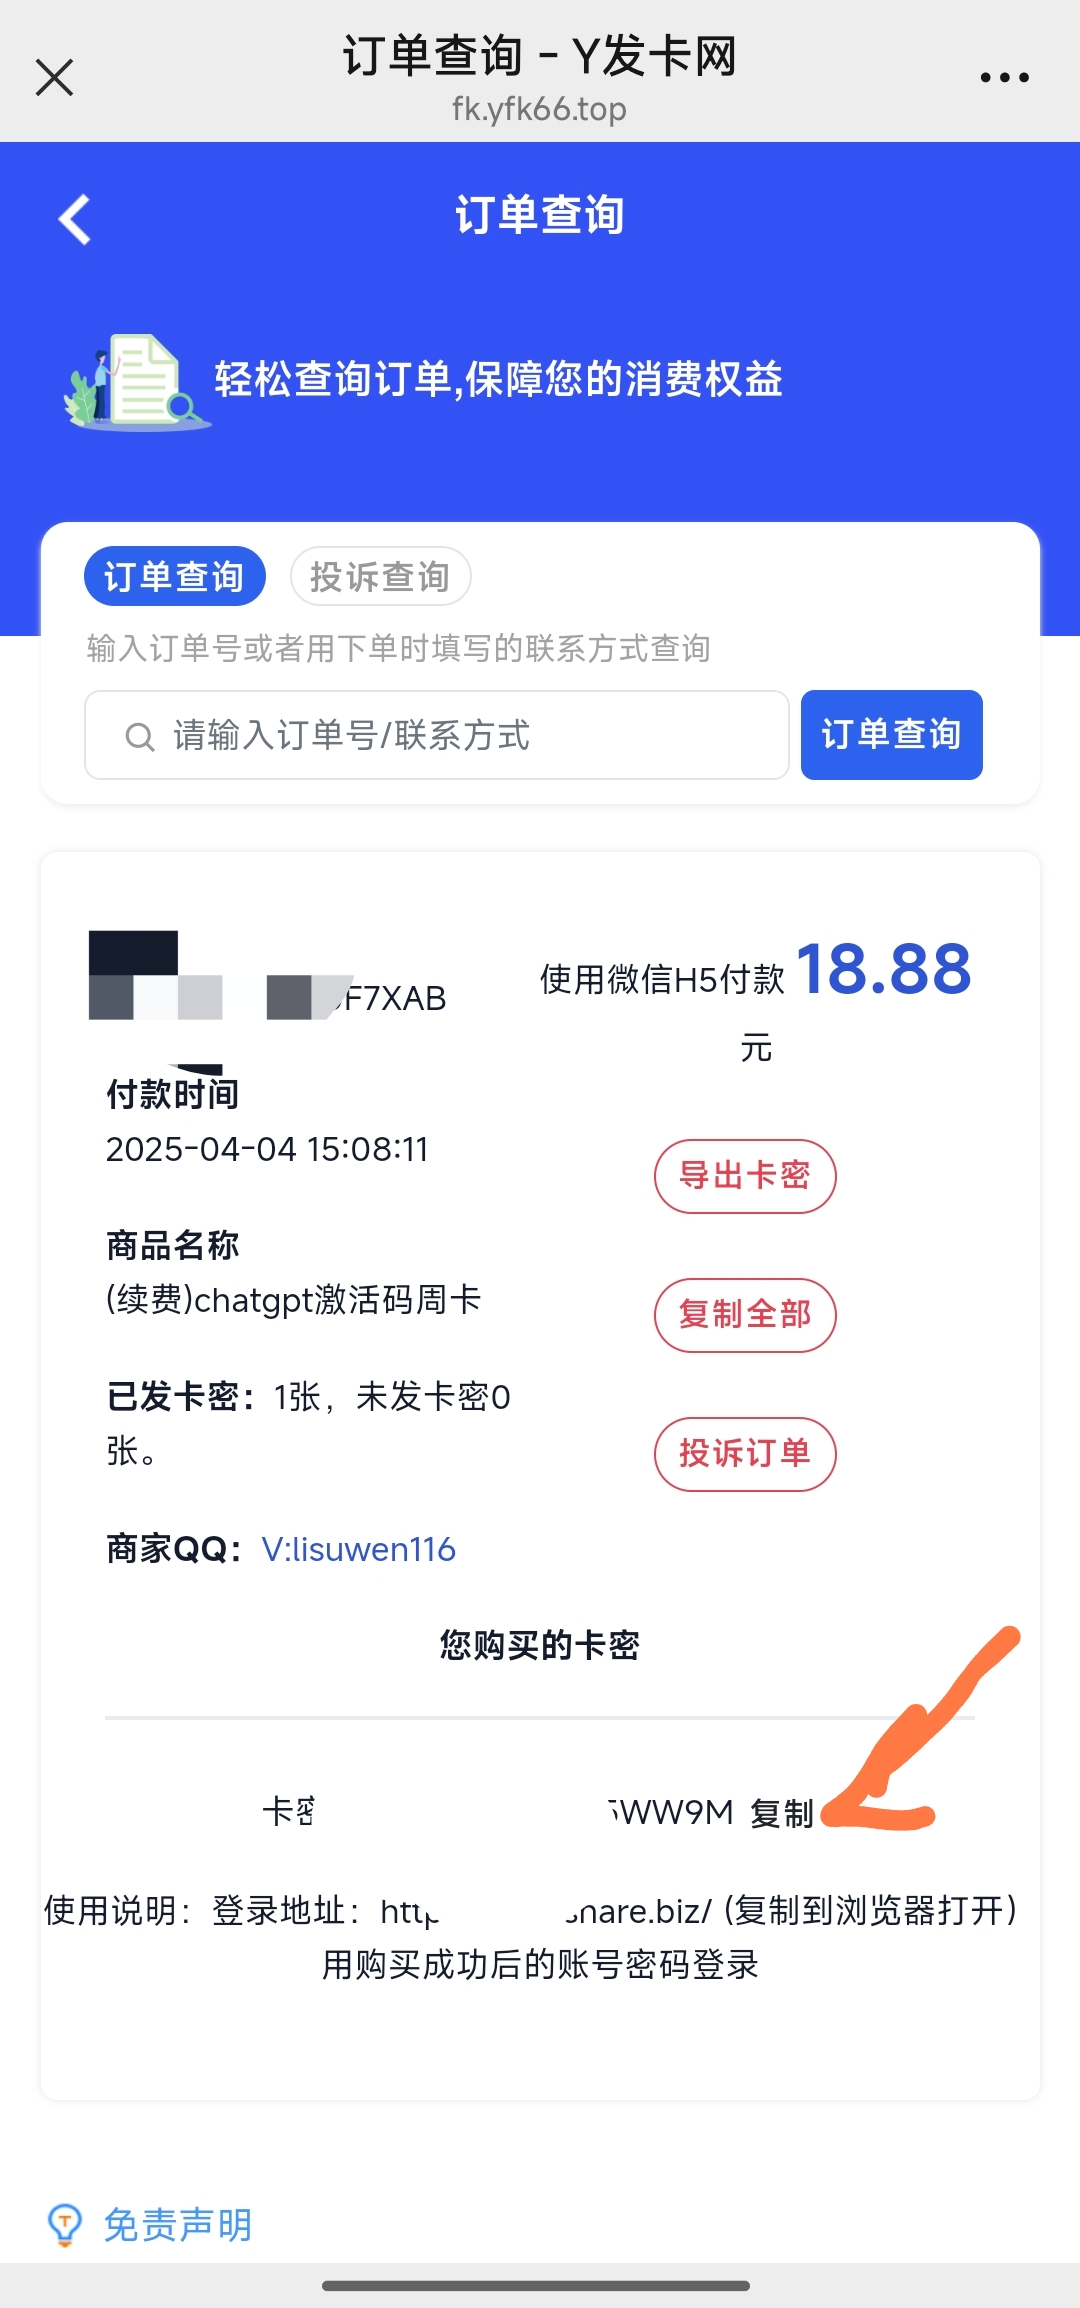 订单查询 - Y发卡网
fk.yfk66.top
订单查询
轻松查询订单,保障您的消费权益
订单查询 投诉查询
输入订单号或者用下单时填写的联系方式查询
请输入订单号/联系方式 订单查询
F7XAB 使用微信H5付款 18.88
元
付款时间
2025-04-04 15:08:11
导出卡密
商品名称
(续费)chatgpt激活码周卡
复制全部
已发卡密：1张，未发卡密0
张。
投诉订单
商家QQ：V:lisuwen116
您购买的卡密
卡密 WW9M 复制
使用说明：登录地址：http hare.biz/ (复制到浏览器打开)
用购买成功后的账号密码登录
免责声明